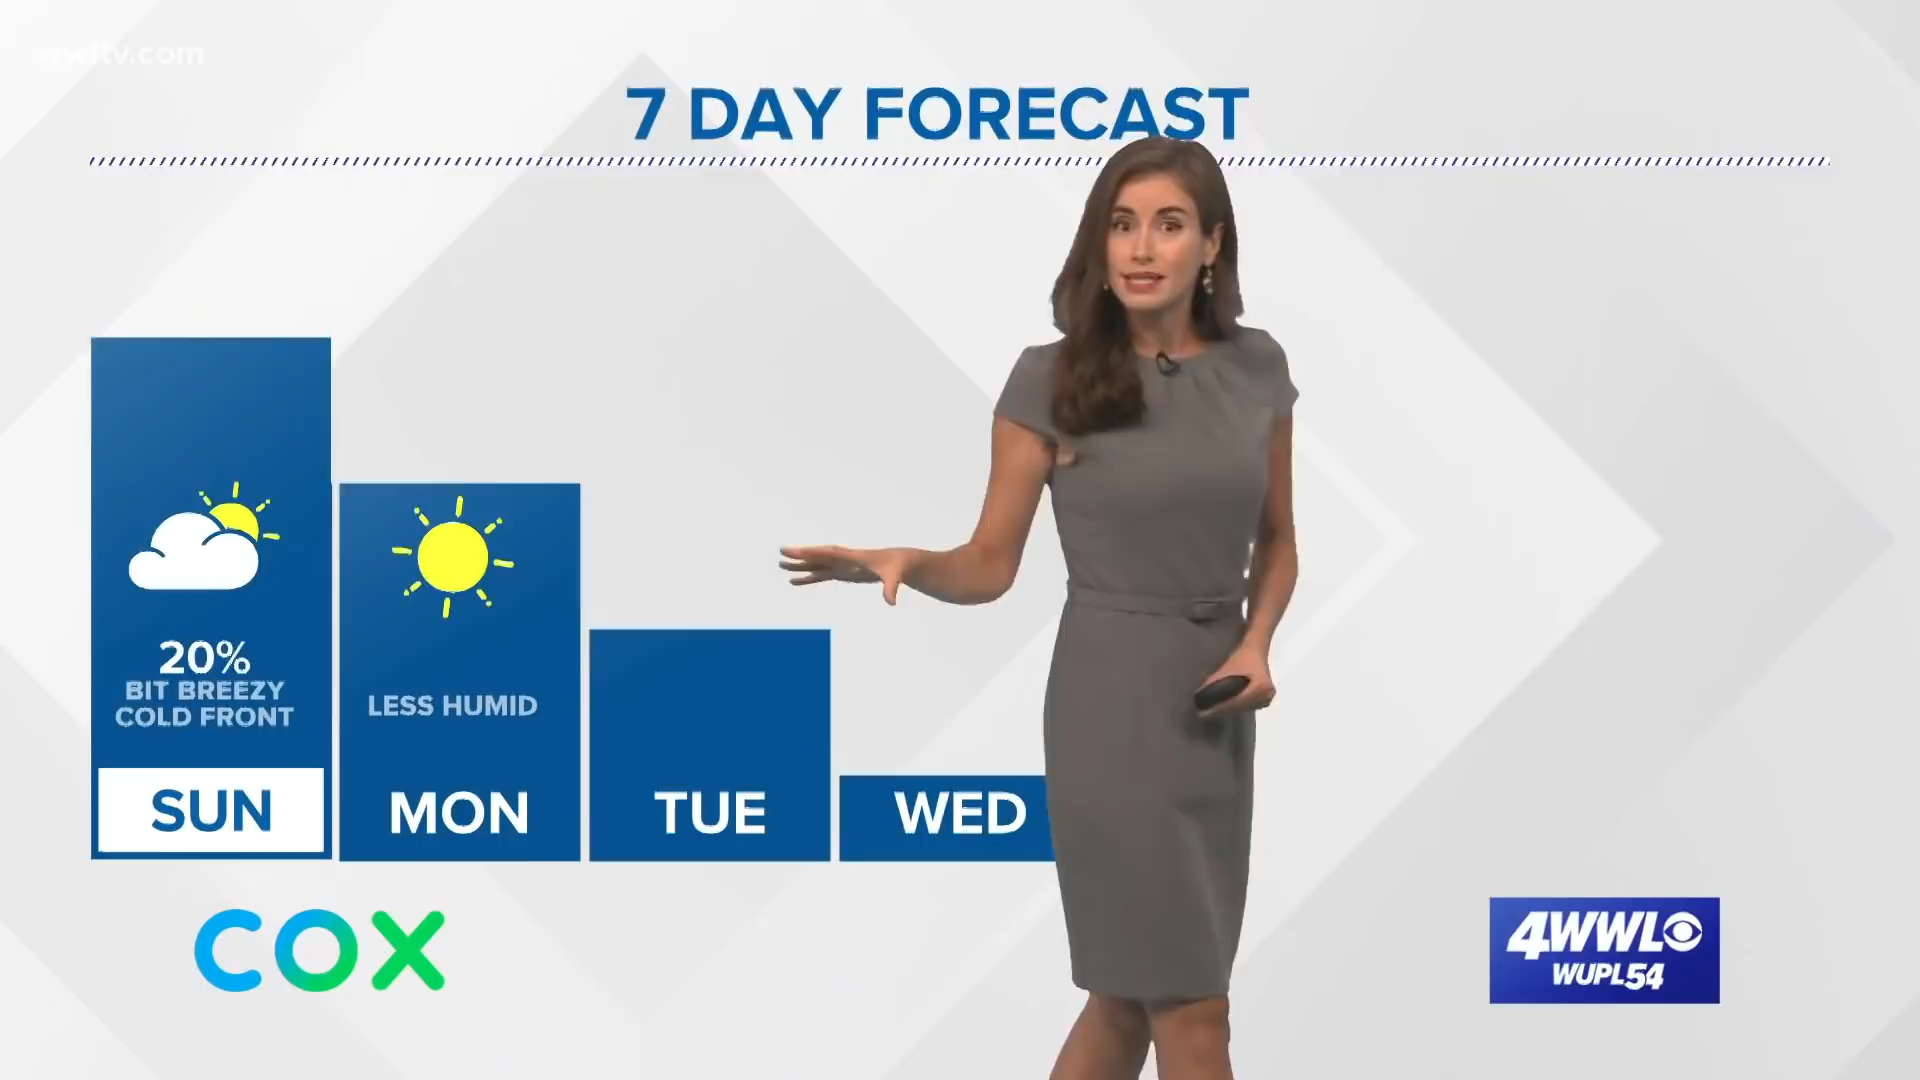 wwltv.com
7 DAY FORECAST
20%
BIT BREEZY
COLD FRONT
LESS HUMID
SUN
MON
TUE
WED
COX
4WWL
WUPL54